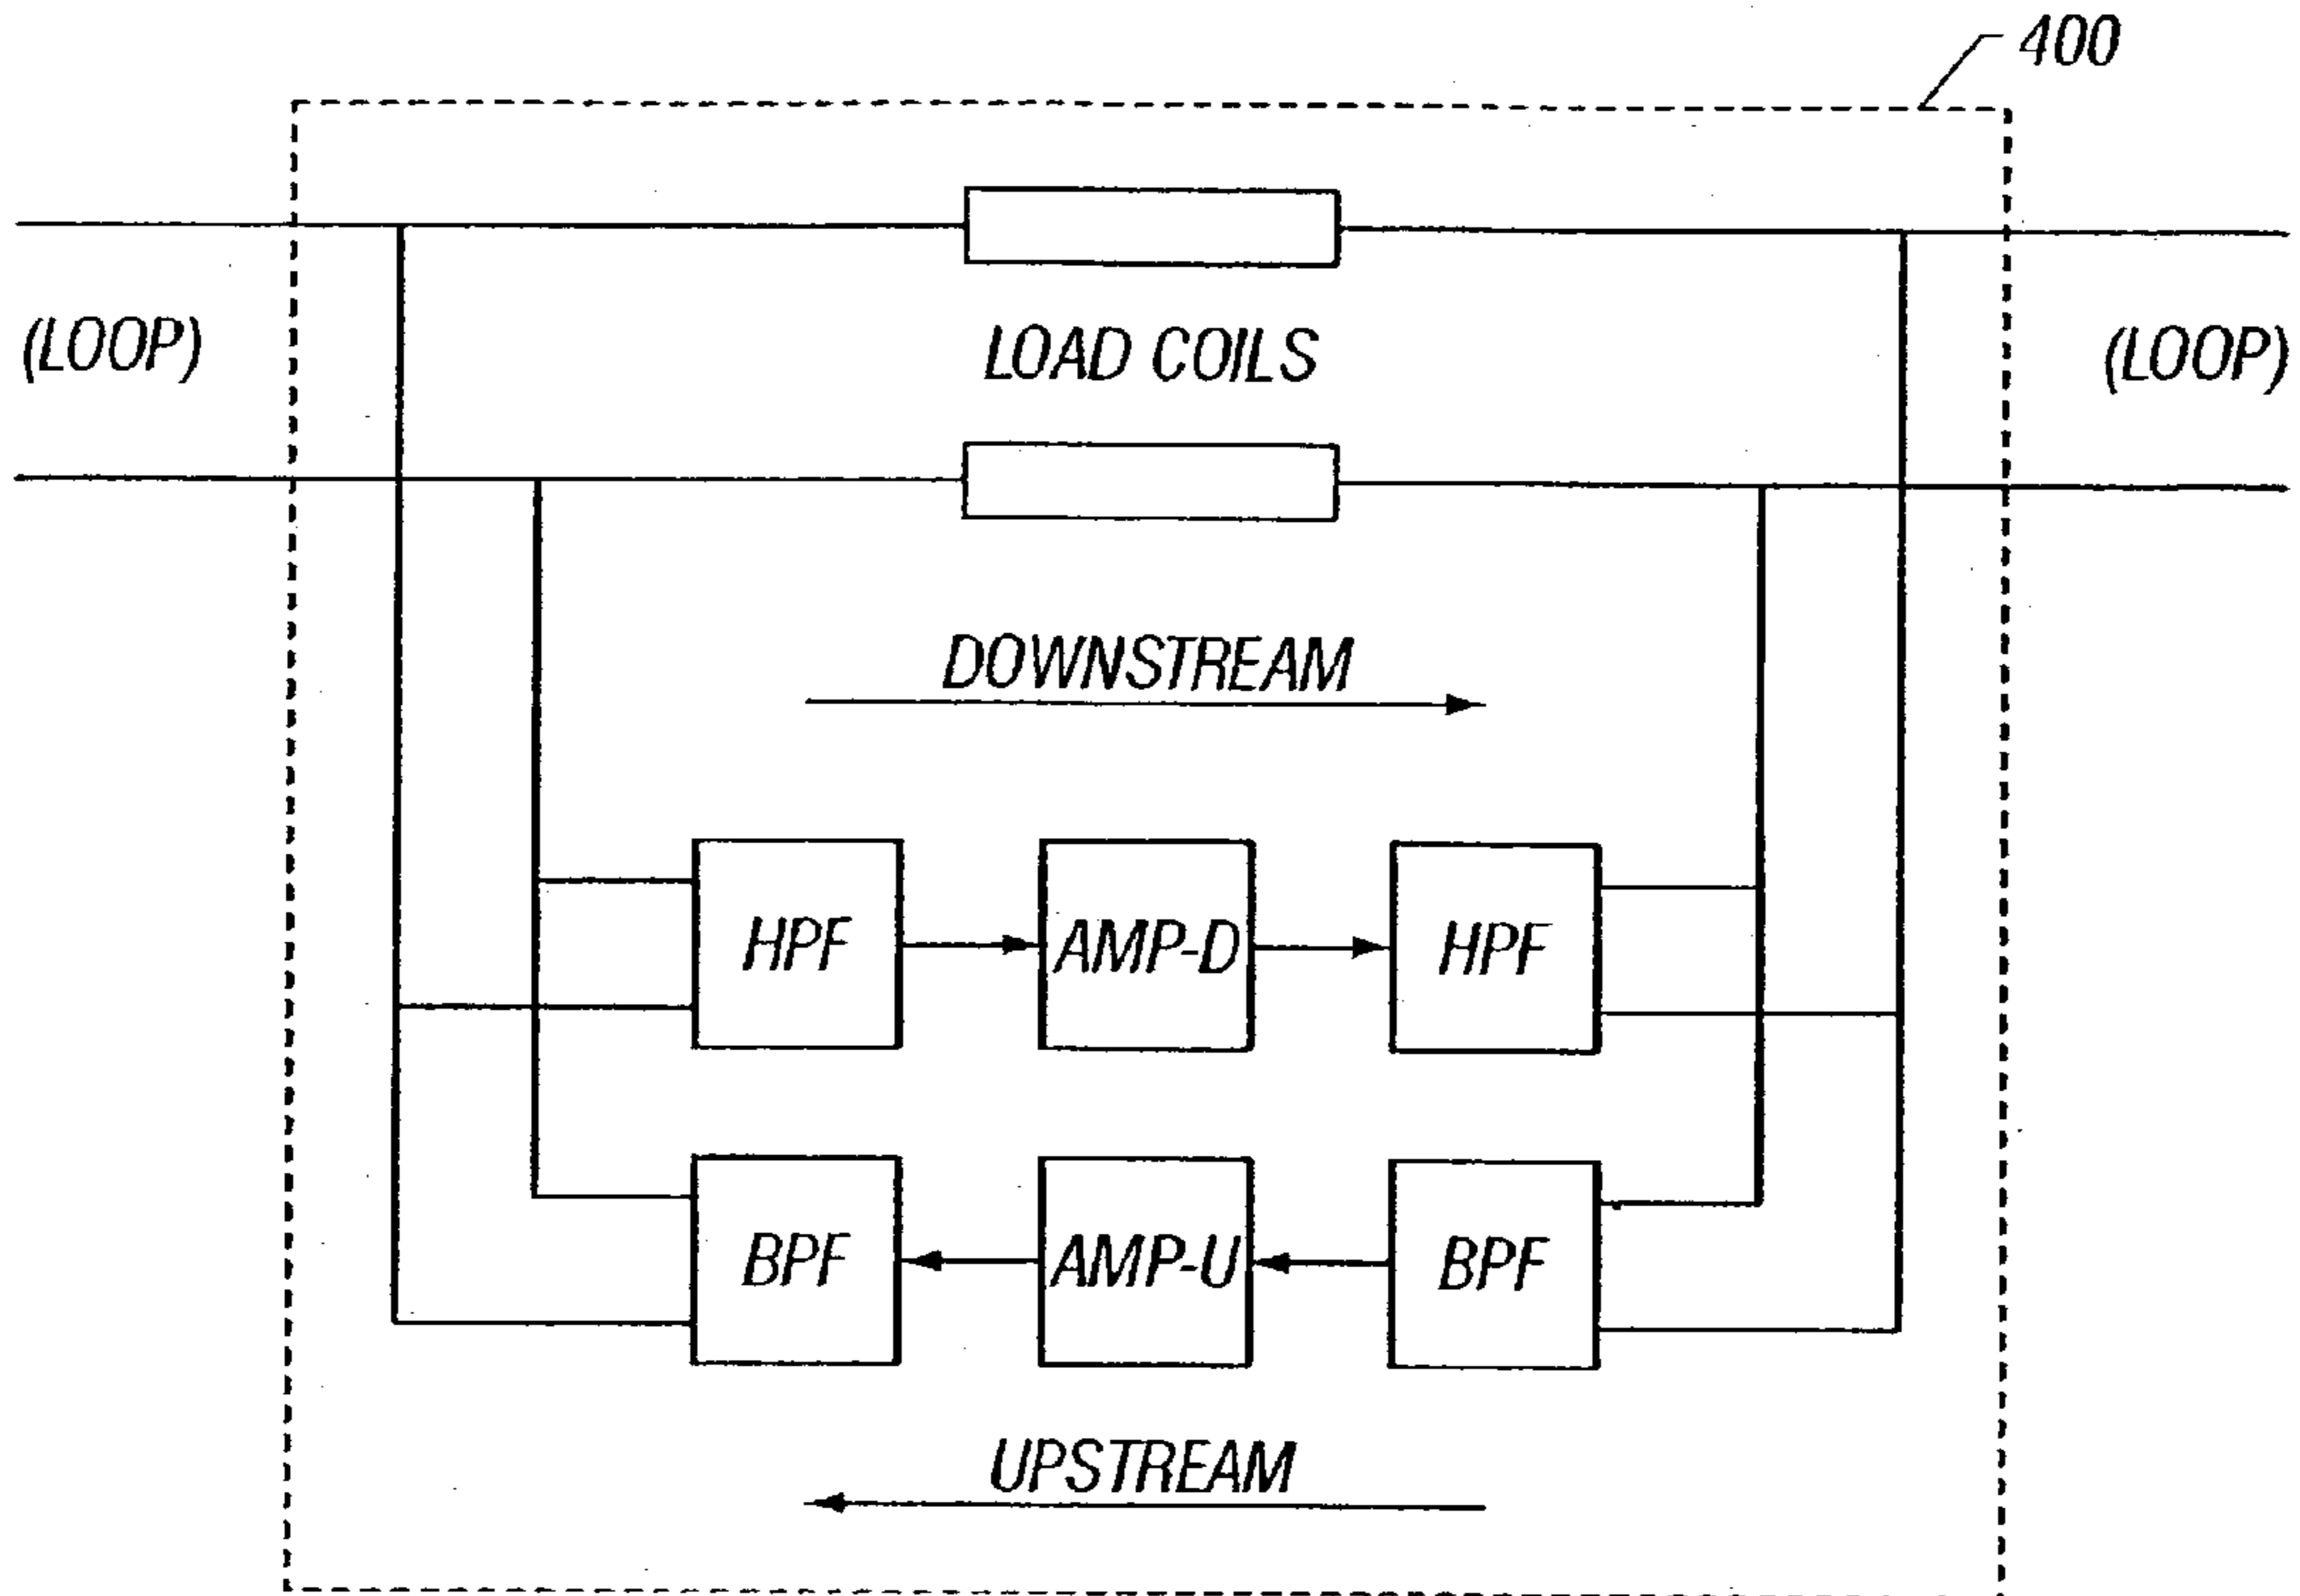 400
(LOOP)
LOAD COILS
(LOOP)
DOWNSTREAM
HPF
AMP-D
HPF
BPF
AMP-U
BPF
UPSTREAM